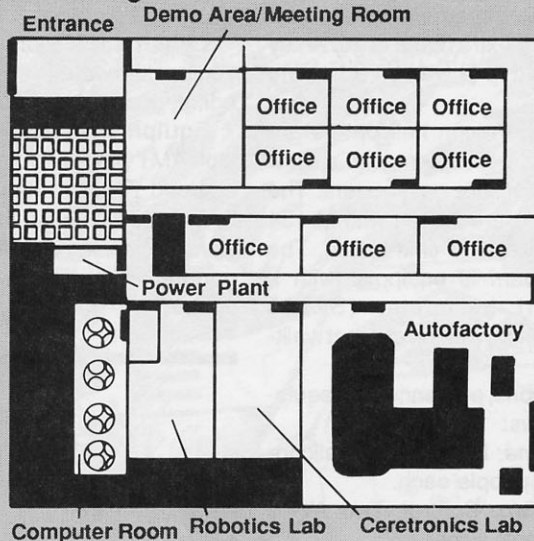 Demo Area/Meeting Room
Entrance
Office Office Office
Office Office Office
Office Office Office
Power Plant
Autofactory
Computer Room Robotics Lab Ceretronics Lab